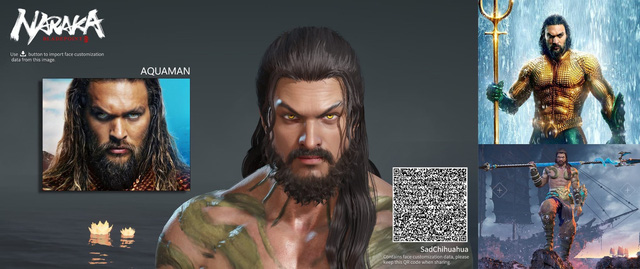 NARAKA
Use button to import face customization
data from this image.
AQUAMAN
SadChihuahua
Contains face customization data, please
keep this QR code when sharing.